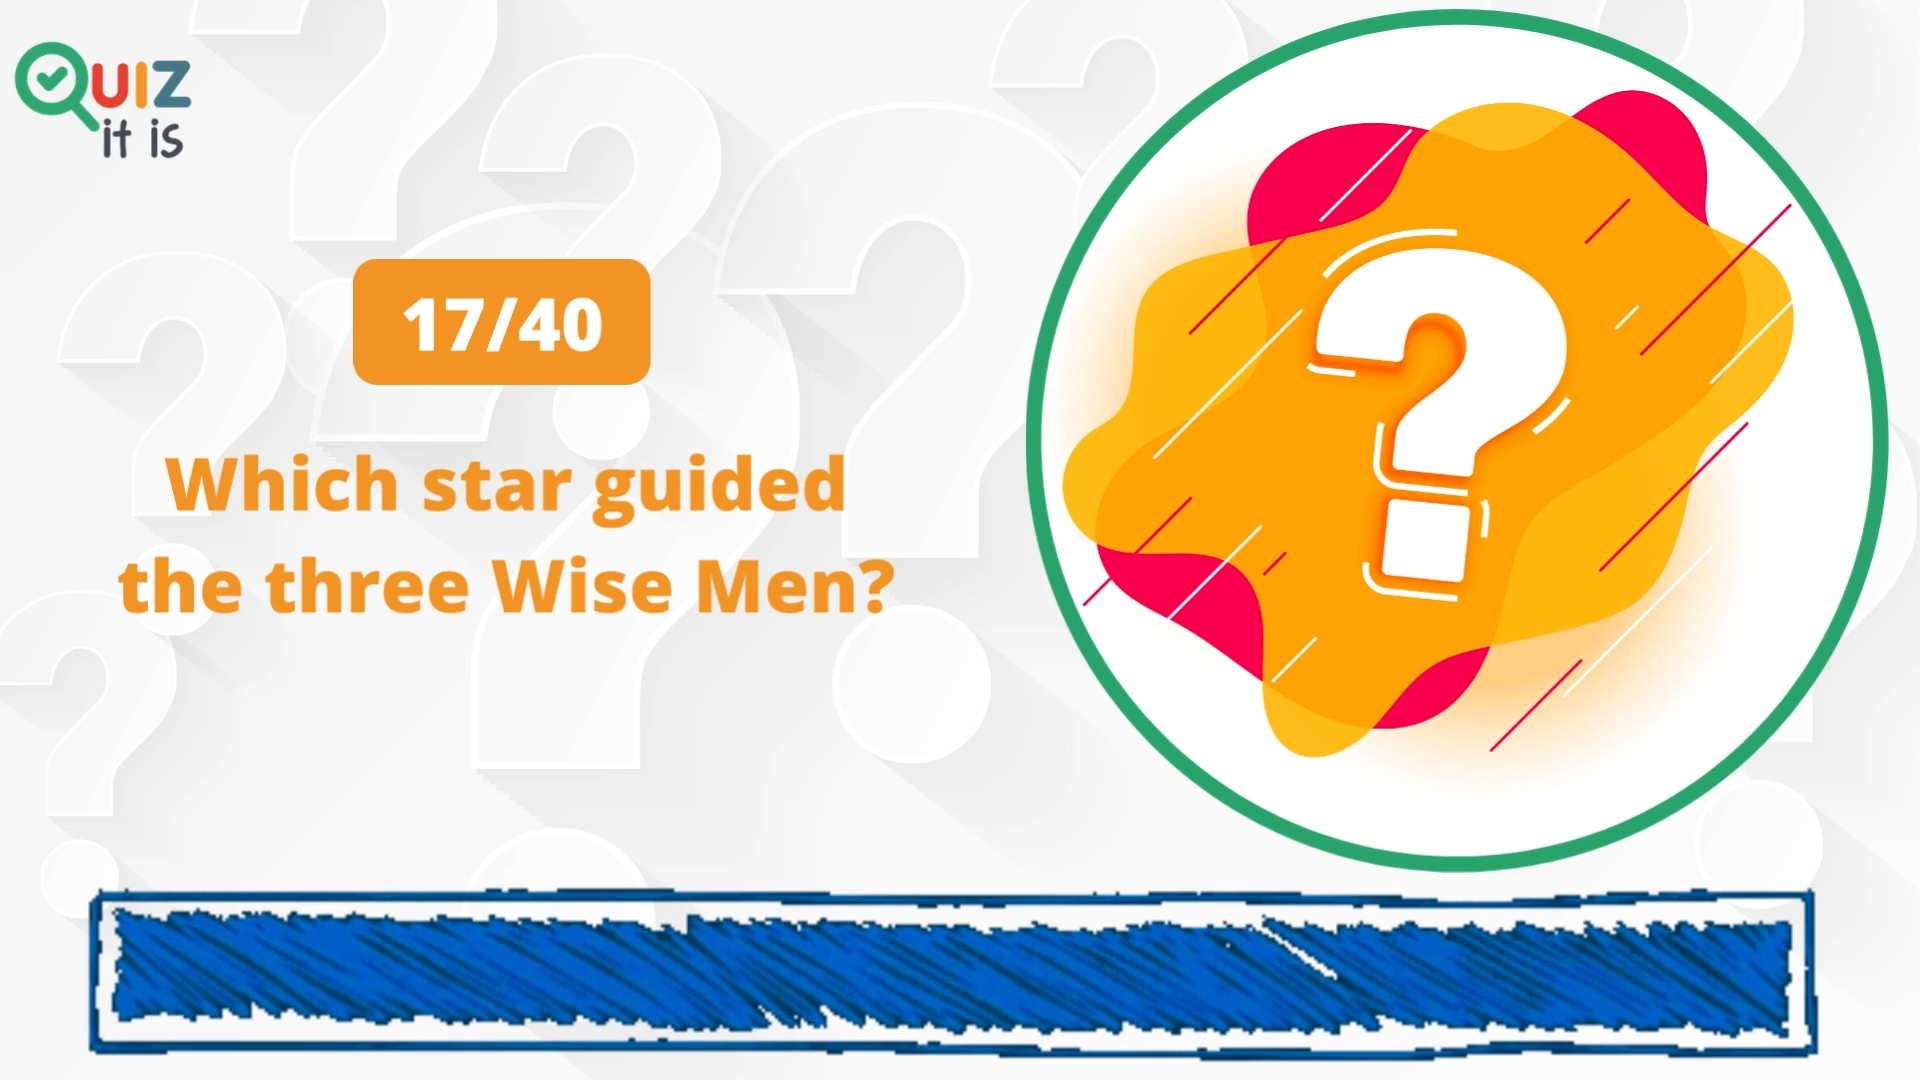 QUIZ
it is
17/40
Which star guided
the three Wise Men?
?